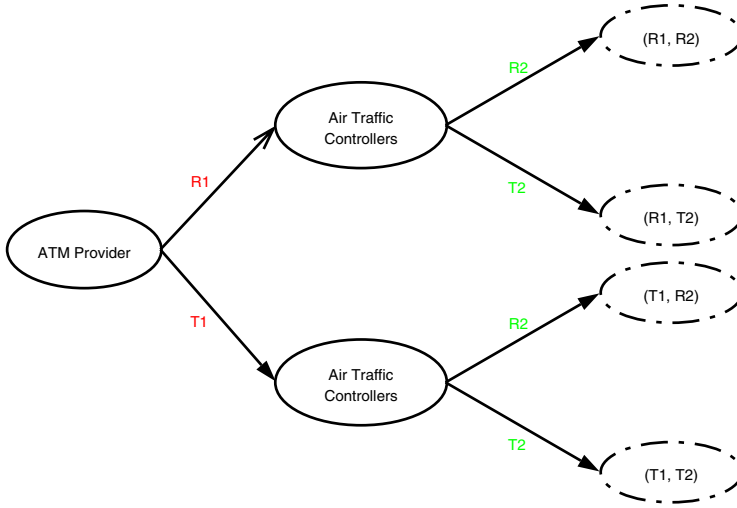 (R1, R2)
R2
Air Traffic
Controllers
R1
T2
(R1, T2)
ATM Provider
(T1, R2)
T1
R2
Air Traffic
Controllers
T2
(T1, T2)